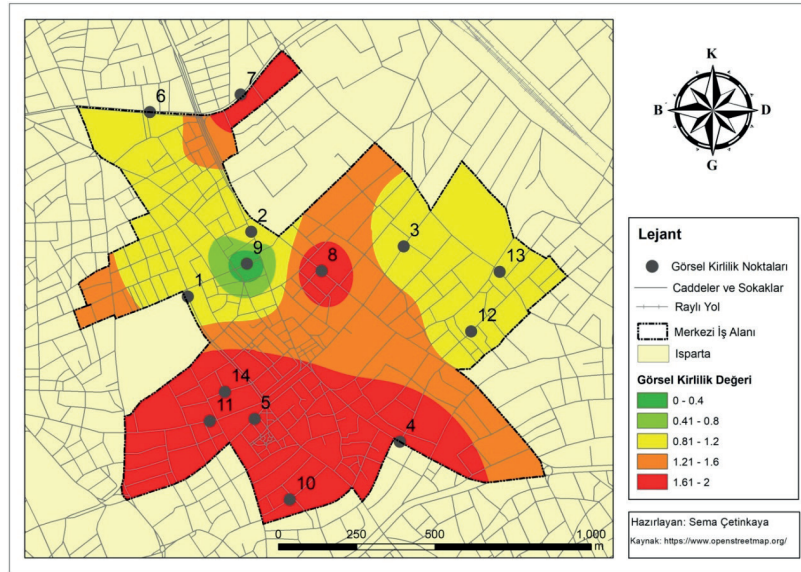 K
B
D
G
7
6
2
3
9
8
13
1
12
14
11
5
4
10
0
250
500
1,000
m
Lejant
Görsel Kirlilik Noktaları
Caddeler ve Sokaklar
Raylı Yol
Merkezi İş Alanı
Isparta
Görsel Kirlilik Değeri
0 - 0.4
0.41 - 0.8
0.81 - 1.2
1.21 - 1.6
1.61 - 2
Hazırlayan: Sema Çetinkaya
Kaynak: https://www.openstreetmap.org/